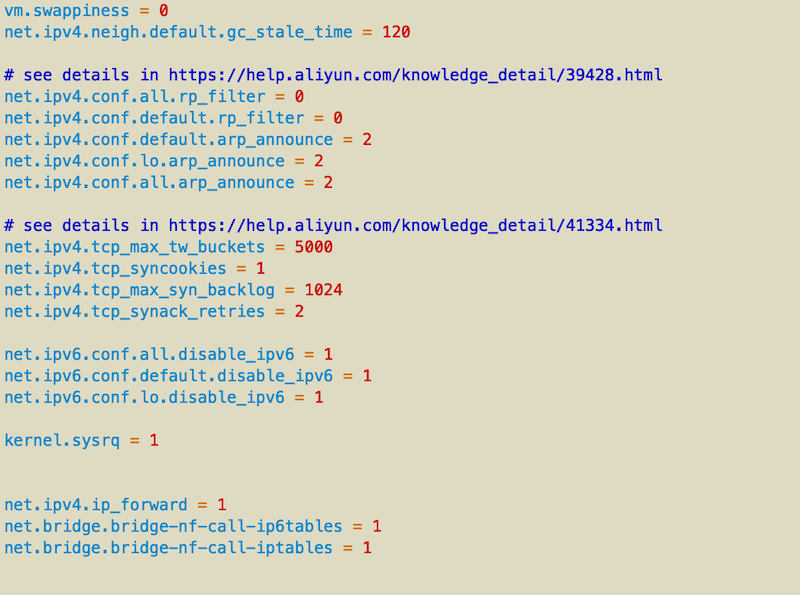 vm.swappiness = 0
net.ipv4.neigh.default.gc_stale_time = 120
# see details in https://help.aliyun.com/knowledge_detail/39428.html
net.ipv4.conf.all.rp_filter = 0
net.ipv4.conf.default.rp_filter = 0
net.ipv4.conf.default.arp_announce = 2
net.ipv4.conf.lo.arp_announce = 2
net.ipv4.conf.all.arp_announce = 2
# see details in https://help.aliyun.com/knowledge_detail/41334.html
net.ipv4.tcp_max_tw_buckets = 5000
net.ipv4.tcp_syncookies = 1
net.ipv4.tcp_max_syn_backlog = 1024
net.ipv4.tcp_synack_retries = 2
net.ipv6.conf.all.disable_ipv6 = 1
net.ipv6.conf.default.disable_ipv6 = 1
net.ipv6.conf.lo.disable_ipv6 = 1
kernel.sysrq = 1
net.ipv4.ip_forward = 1
net.bridge.bridge-nf-call-ip6tables = 1
net.bridge.bridge-nf-call-iptables = 1